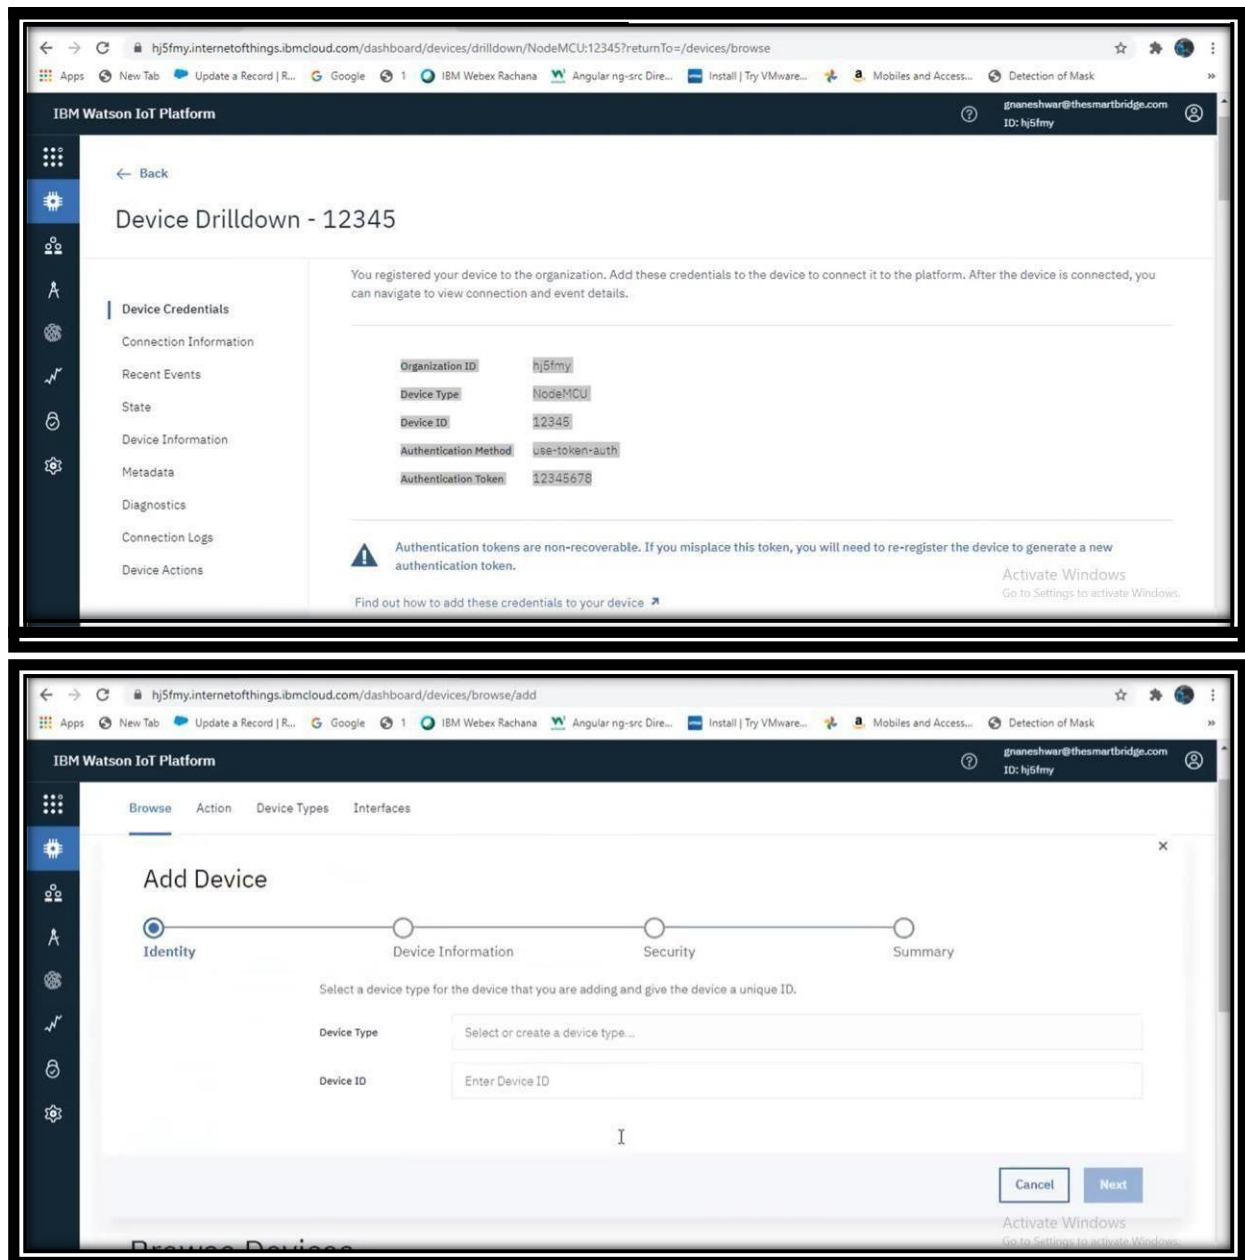 hj5fmy.internetofthings.ibmcloud.com/dashboard/devices/drilldown/NodeMCU:12345?returnTo=/devices/browse
Apps New Tab Update a Record | R... Google 1 IBM Webex Rachana Angular ng-src Dire... Install | Try VMware... Mobiles and Access... Detection of Mask »
IBM Watson IoT Platform
gnaneshwar@thesmartbridge.com
ID: hj5fmy
← Back
Device Drilldown - 12345
You registered your device to the organization. Add these credentials to the device to connect it to the platform. After the device is connected, you
can navigate to view connection and event details.
Device Credentials
Connection Information
Recent Events
State
Device Information
Metadata
Diagnostics
Connection Logs
Device Actions
Organization ID hj5fmy
Device Type NodeMCU
Device ID 12345
Authentication Method use-token-auth
Authentication Token 12345678
Authentication tokens are non-recoverable. If you misplace this token, you will need to re-register the device to generate a new
authentication token.
Find out how to add these credentials to your device
Activate Windows
Go to Settings to activate Windows.
hj5fmy.internetofthings.ibmcloud.com/dashboard/devices/browse/add
Apps New Tab Update a Record | R... Google 1 IBM Webex Rachana Angular ng-src Dire... Install | Try VMware... Mobiles and Access... Detection of Mask »
IBM Watson IoT Platform
gnaneshwar@thesmartbridge.com
ID: hj5fmy
Browse Action Device Types Interfaces
Add Device
Identity Device Information Security Summary
Select a device type for the device that you are adding and give the device a unique ID.
Device Type Select or create a device type...
Device ID Enter Device ID
Cancel Next
Activate Windows
Go to Settings to activate Windows.
Browse Devices